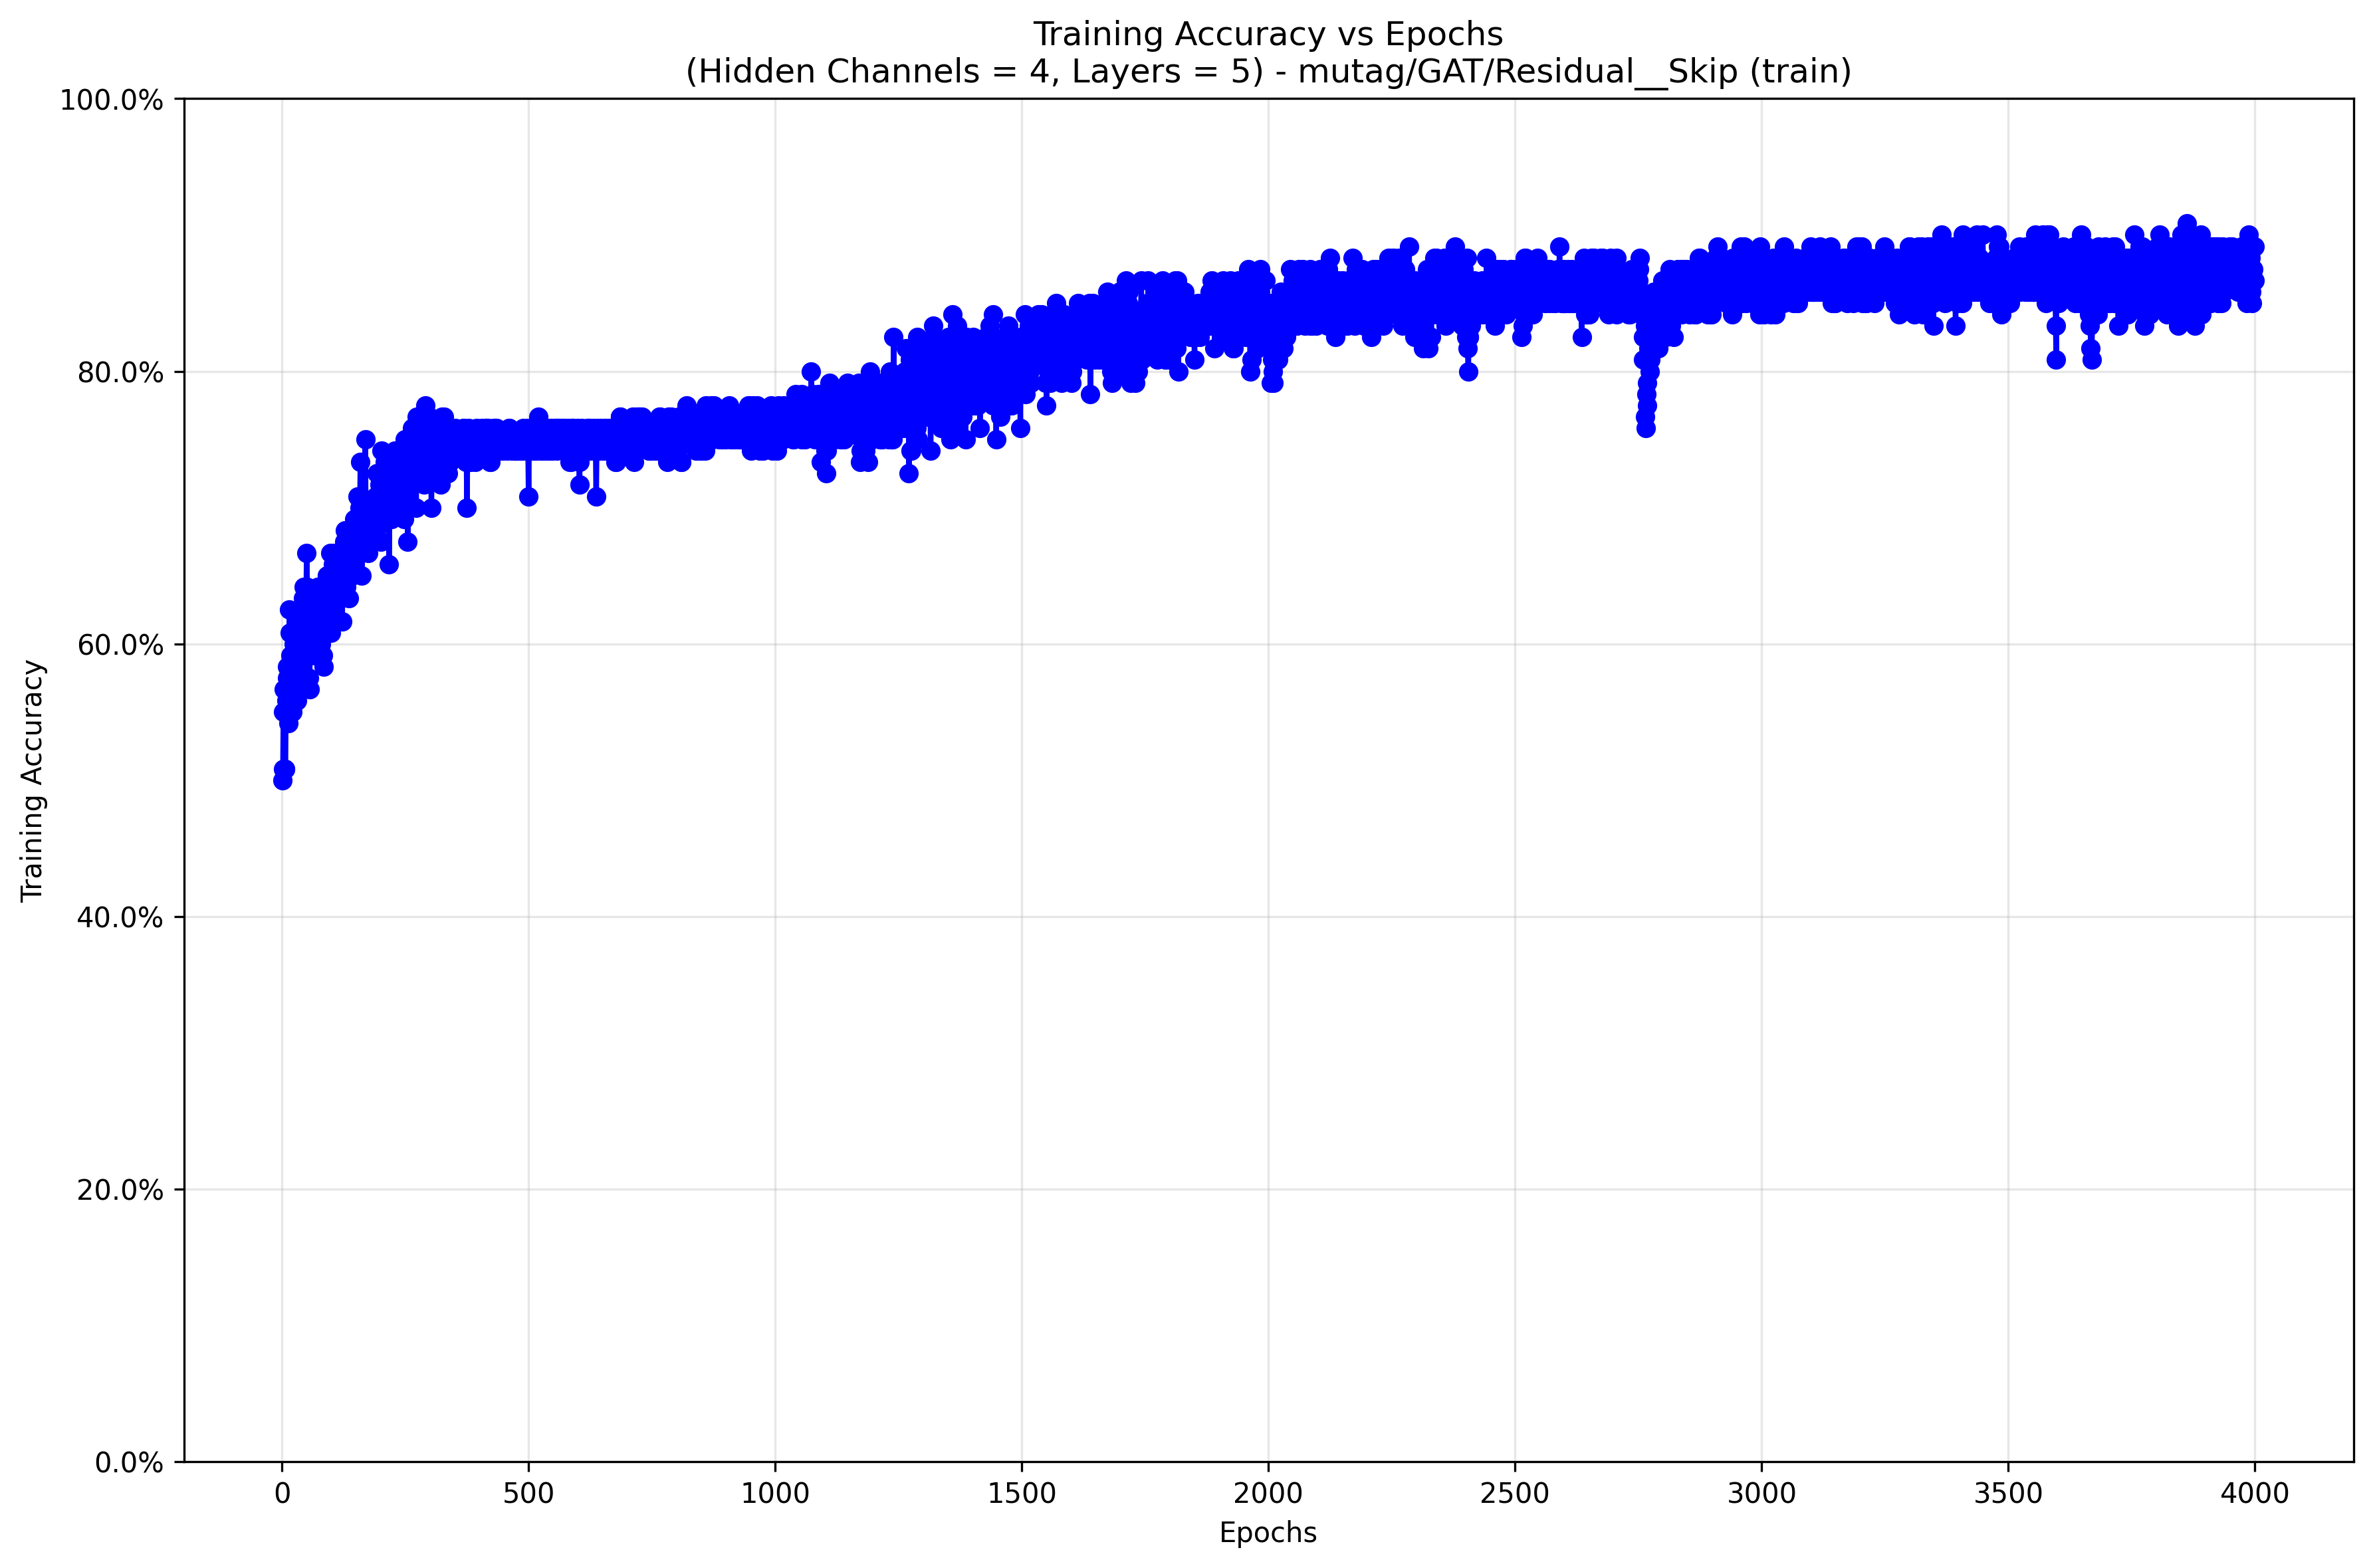 Training Accuracy vs Epochs
(Hidden Channels = 4, Layers = 5) - mutag/GAT/Residual__Skip (train)
100.0%
80.0%
60.0%
40.0%
20.0%
0.0%
Training Accuracy
0 500 1000 1500 2000 2500 3000 3500 4000
Epochs